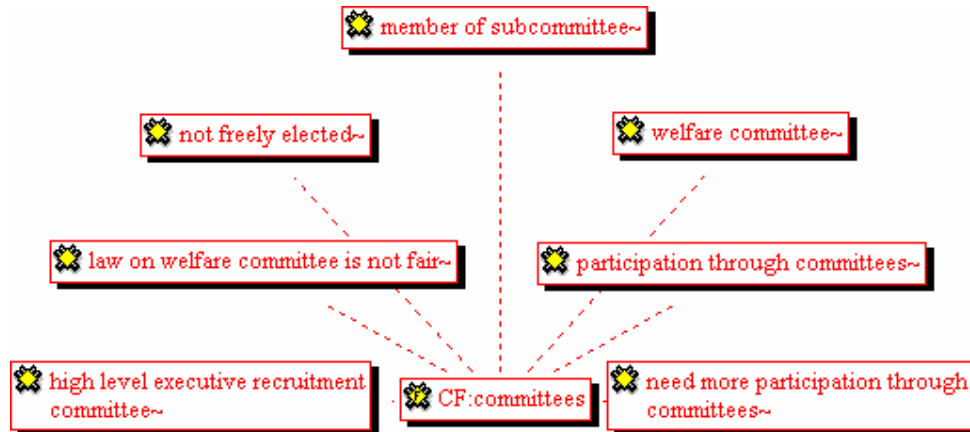 member of subcommittee~
not freely elected~
welfare committee~
law on welfare committee is not fair~
participation through committees~
high level executive recruitment
committee~
CF:committees
need more participation through
committees~